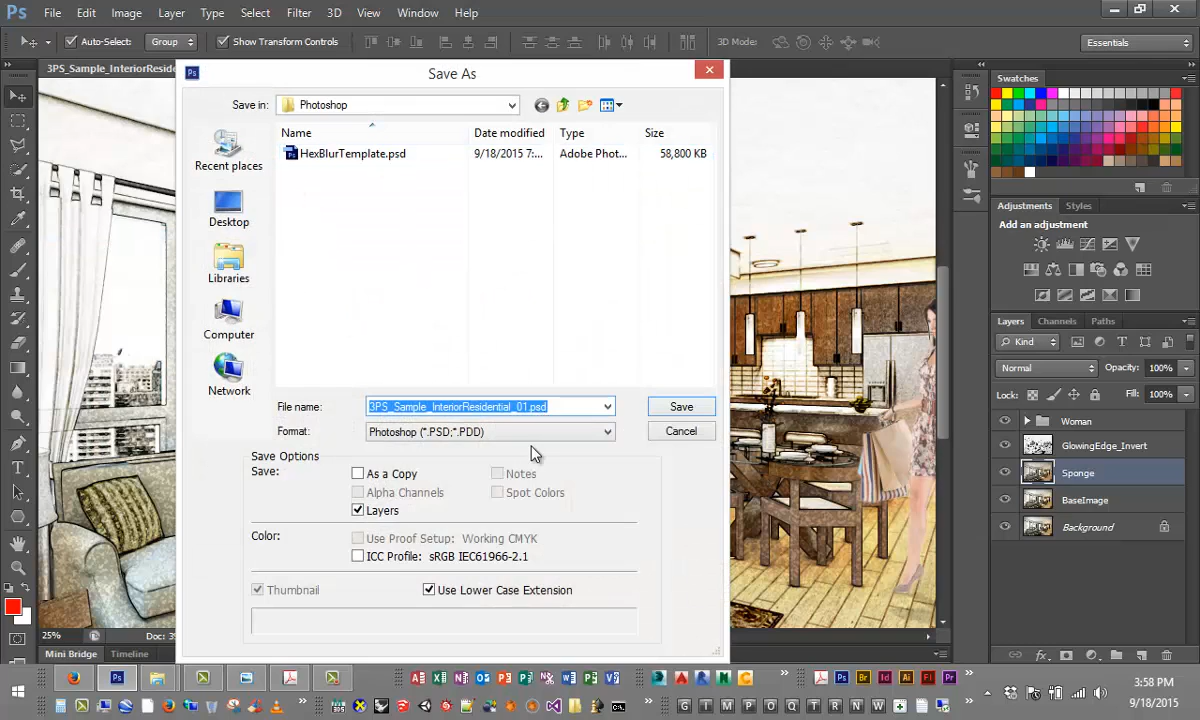 Ps File Edit Image Layer Type Select Filter 3D View Window Help
Auto-Select: Group Show Transform Controls 3D Mode: Essentials
3PS_Sample_InteriorReside
Save As
Save in: Photoshop
Name Date modified Type Size
HexBlurTemplate.psd 9/18/2015 7:... Adobe Phot... 58,800 KB
Recent places
Desktop
Libraries
Computer
Network
File name: 3PS_Sample_InteriorResidential_01.psd Save
Format: Photoshop (*.PSD;*.PDD) Cancel
Save Options
Save: As a Copy Notes
Alpha Channels Spot Colors
Layers
Color: Use Proof Setup: Working CMYK
ICC Profile: sRGB IEC61966-2.1
Thumbnail Use Lower Case Extension
Swatches
Adjustments Styles
Add an adjustment
Layers Channels Paths
Kind
Normal Opacity: 100%
Lock: Fill: 100%
Woman
GlowingEdge_Invert
Sponge
BaseImage
Background
25% Doc: 3
Mini Bridge Timeline
3:58 PM
9/18/2015